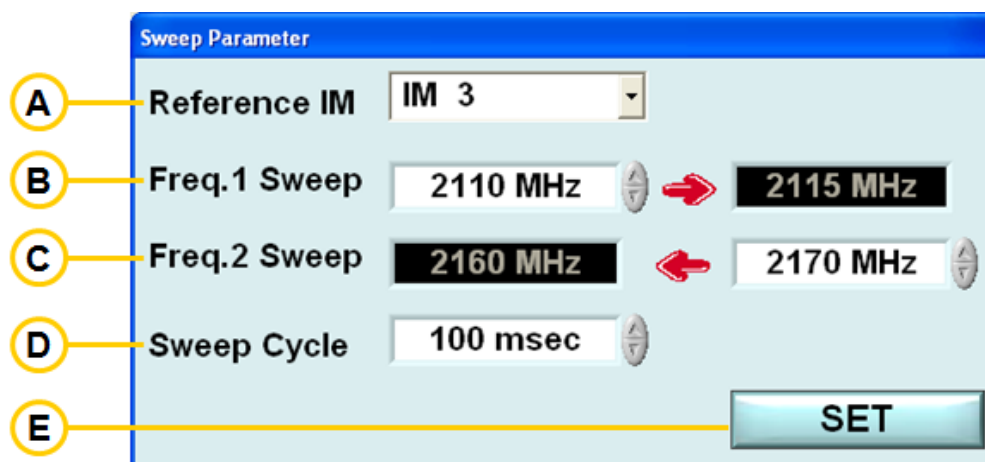 Sweep Parameter
A Reference IM IM 3
B Freq.1 Sweep 2110 MHz 2115 MHz
C Freq.2 Sweep 2160 MHz 2170 MHz
D Sweep Cycle 100 msec
E SET